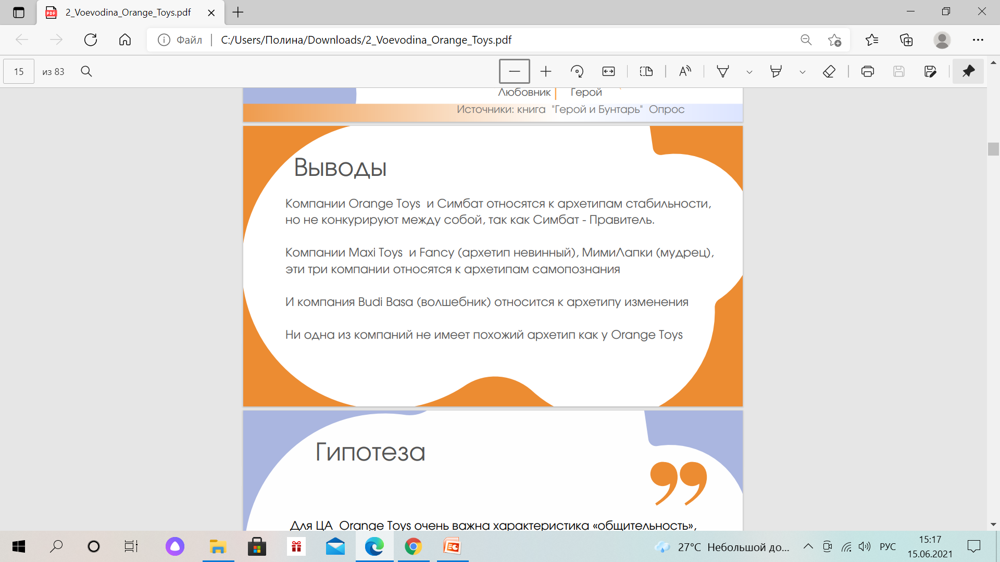 2_Voevodina_Orange_Toys.pdf
Файл
C:/Users/Полина/Downloads/2_Voevodina_Orange_Toys.pdf
15 из 83
Любовник Герой
Источники: книга "Герой и Бунтарь" Опрос
Выводы
Компании Orange Toys и Симбат относятся к архетипам стабильности,
но не конкурируют между собой, так как Симбат - Правитель.
Компании Maxi Toys и Fancy (архетип невинный), МимиЛапки (мудрец),
эти три компании относятся к архетипам самопознания
И компания Budi Basa (волшебник) относится к архетипу изменения
Ни одна из компаний не имеет похожий архетип как у Orange Toys
Гипотеза
Для ЦА Orange Toys очень важна характеристика «общительность»,
27°C Небольшой до...
РУС
15:17
15.06.2021